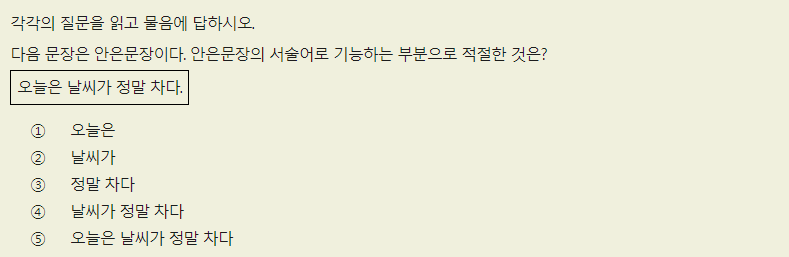 각각의 질문을 읽고 물음에 답하시오.
다음 문장은 안은문장이다. 안은문장의 서술어로 기능하는 부분으로 적절한 것은?
오늘은 날씨가 정말 차다.
① 오늘은
② 날씨가
③ 정말 차다
④ 날씨가 정말 차다
⑤ 오늘은 날씨가 정말 차다